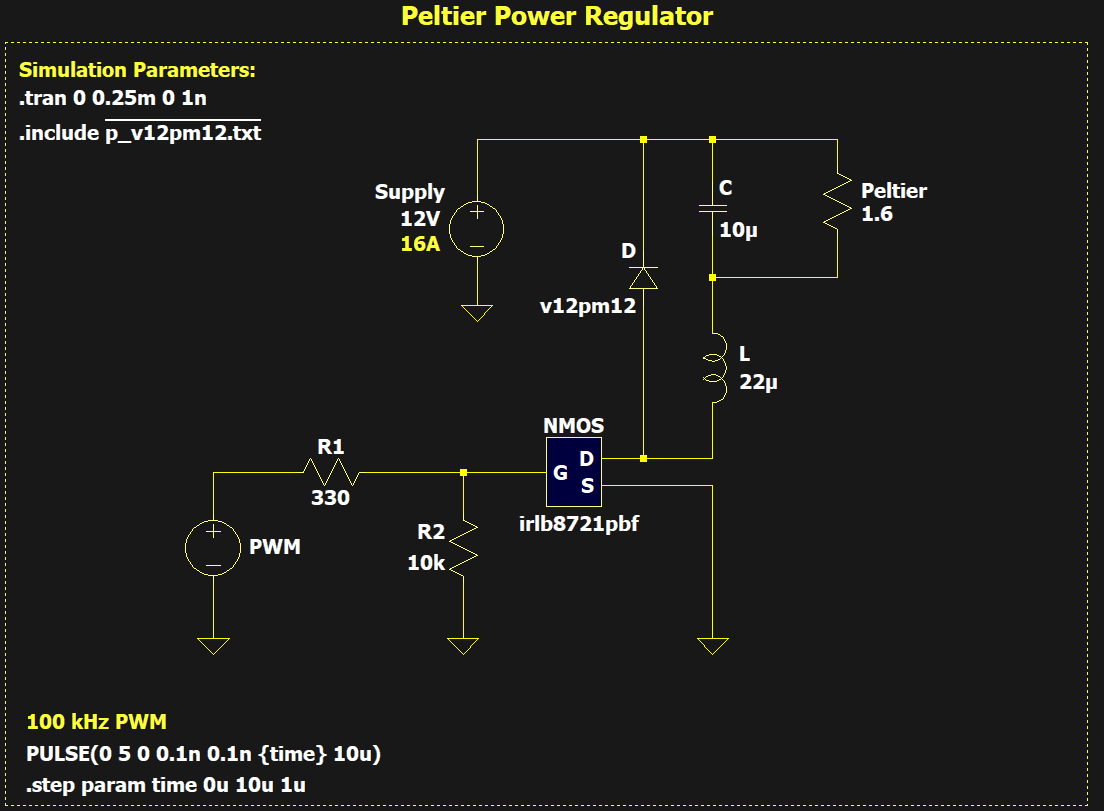 Peltier Power Regulator
Simulation Parameters:
.tran 0 0.25m 0 1n
.include p_v12pm12.txt
Supply
12V
16A
C
10µ
Peltier
1.6
D
v12pm12
L
22µ
NMOS
G
D
S
irlb8721pbf
R1
330
PWM
R2
10k
100 kHz PWM
PULSE(0 5 0 0.1n 0.1n {time} 10u)
.step param time 0u 10u 1u